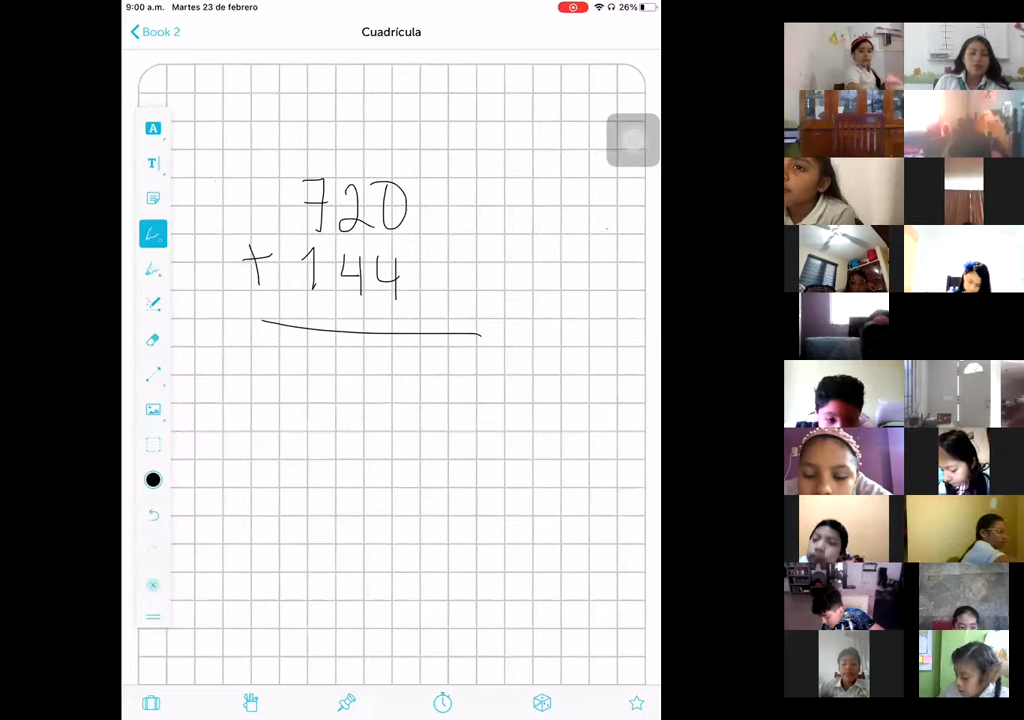 9:00 a.m. Martes 23 de febrero
26%
Book 2
Cuadrícula
A
T
720
+ 144